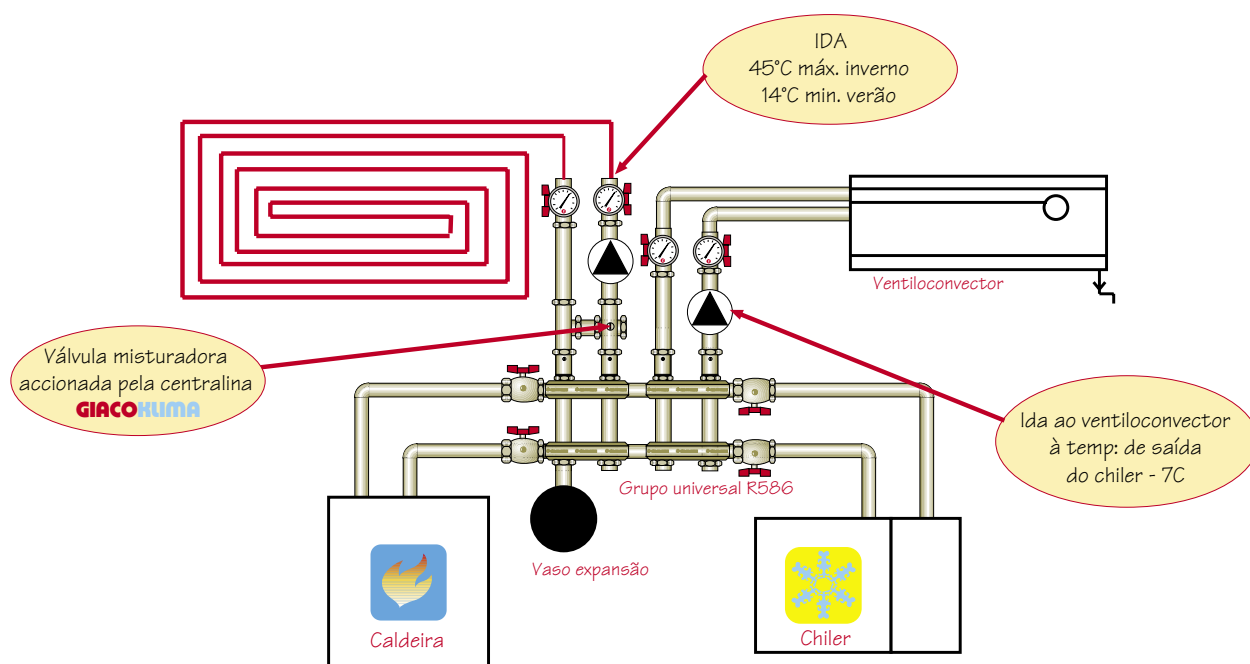 IDA
45°C máx. inverno
14°C min. verão
Ventiloconvector
Válvula misturadora
accionada pela centralina
GIACOKLIMA
Ida ao ventiloconvector
à temp: de saída
do chiler - 7C
Grupo universal R586
Vaso expansão
Caldeira
Chiler